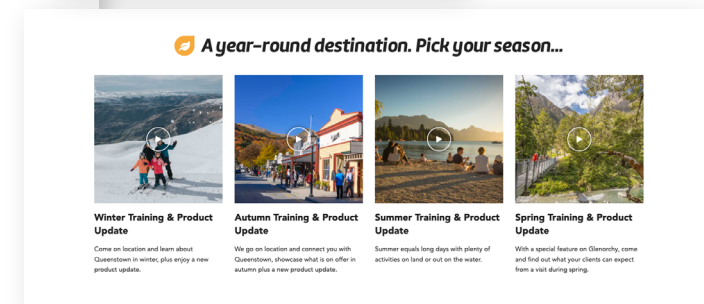 A year-round destination. Pick your season...
Winter Training & Product
Update
Come on location and learn about
Queenstown in winter, plus enjoy a new
product update.
Autumn Training & Product
Update
We go on location and connect you with
Queenstown, showcase what is on offer in
autumn plus a new product update.
Summer Training & Product
Update
Summer equals long days with plenty of
activities on land or out on the water.
Spring Training & Product
Update
With a special feature on Glenorchy, come
and find out what your clients can expect
from a visit during spring.